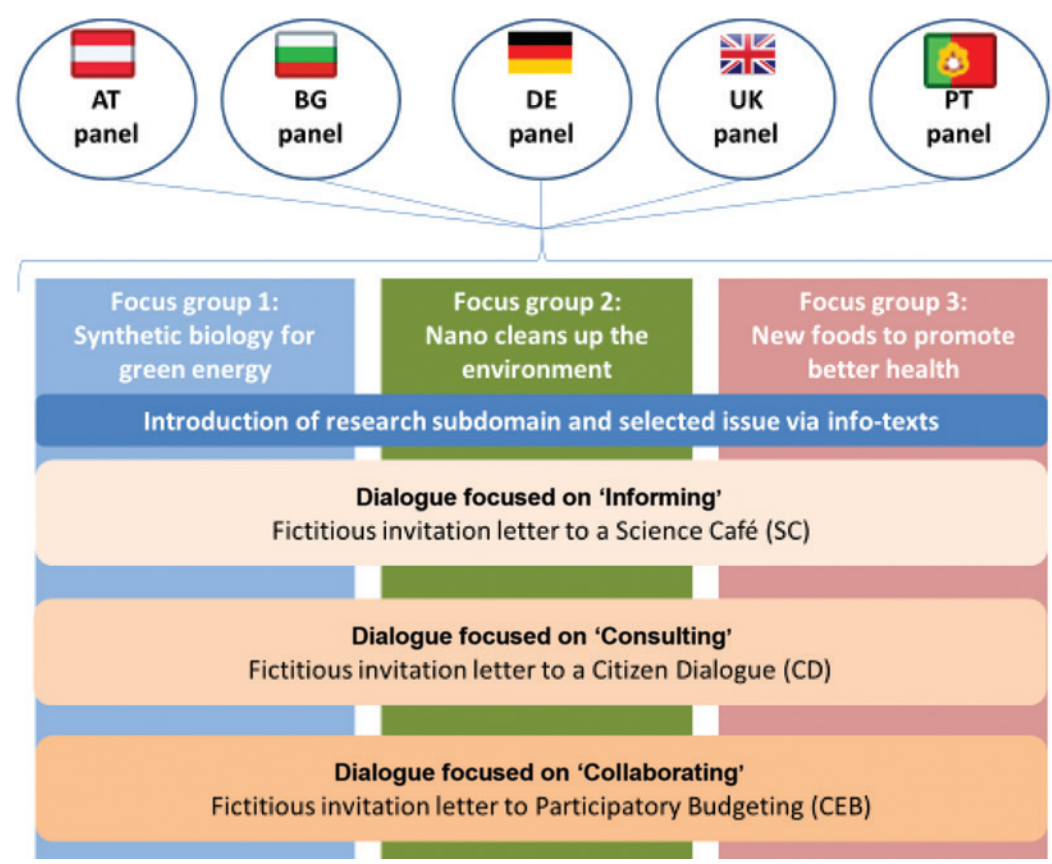 AT
panel
BG
panel
DE
panel
UK
panel
PT
panel
Focus group 1:
Synthetic biology for
green energy
Focus group 2:
Nano cleans up the
environment
Focus group 3:
New foods to promote
better health
Introduction of research subdomain and selected issue via info-texts
Dialogue focused on ‘Informing’
Fictitious invitation letter to a Science Café (SC)
Dialogue focused on ‘Consulting’
Fictitious invitation letter to a Citizen Dialogue (CD)
Dialogue focused on ‘Collaborating’
Fictitious invitation letter to Participatory Budgeting (CEB)